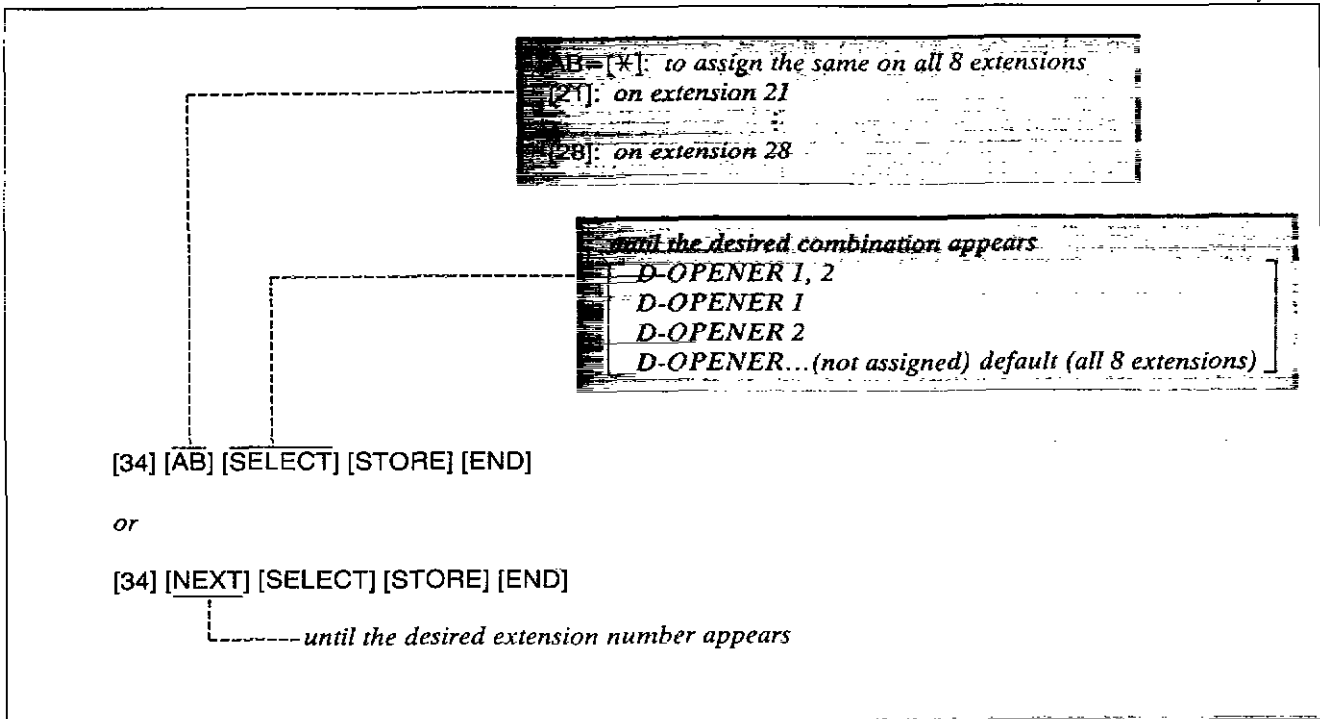 AB=[*]: to assign the same on all 8 extensions
[21]: on extension 21
:
[28]: on extension 28
until the desired combination appears
D-OPENER 1, 2
D-OPENER 1
D-OPENER 2
D-OPENER...(not assigned) default (all 8 extensions)
[34] [AB] [SELECT] [STORE] [END]
or
[34] [NEXT] [SELECT] [STORE] [END]
until the desired extension number appears